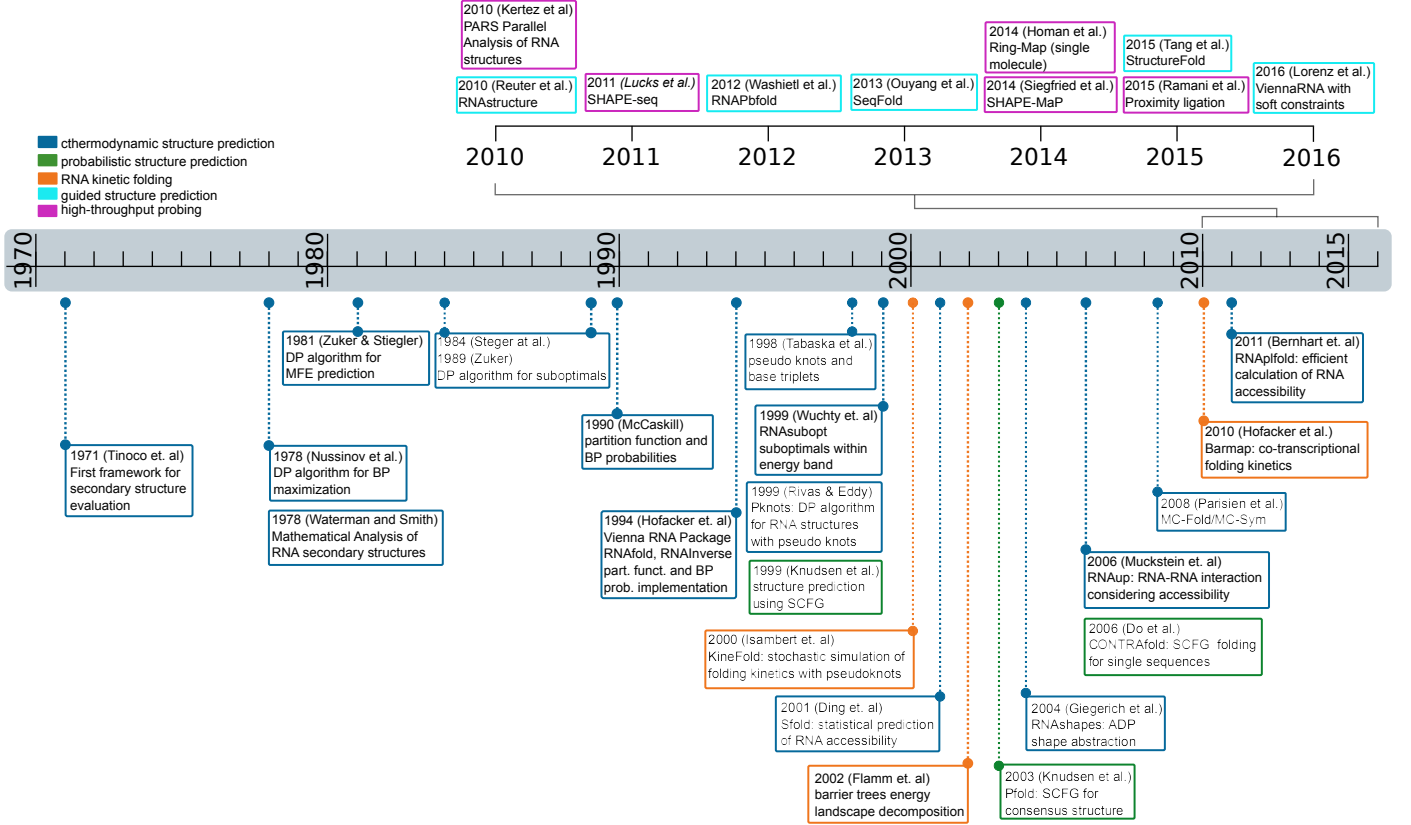 2010 (Kertez et al)
PARS Parallel
Analysis of RNA
structures
2010 (Reuter et al.)
RNAstructure
2011 (Lucks et al.)
SHAPE-seq
2012 (Washietl et al.)
RNAPbfold
2013 (Ouyang et al.)
SeqFold
2014 (Homan et al.)
Ring-Map (single
molecule)
2014 (Siegfried et al.)
SHAPE-MaP
2015 (Tang et al.)
StructureFold
2015 (Ramani et al.)
Proximity ligation
2016 (Lorenz et al.)
ViennaRNA with
soft constraints
2010
2011
2012
2013
2014
2015
2016
cthermodynamic structure prediction
probabilistic structure prediction
RNA kinetic folding
guided structure prediction
high-throughput probing
1970
1980
1990
2000
2010
2015
1981 (Zuker & Stiegler)
DP algorithm for
MFE prediction
1984 (Steger at al.)
1989 (Zuker)
DP algorithm for suboptimals
1998 (Tabaska et al.)
pseudo knots and
base triplets
2011 (Bernhart et. al)
RNAplfold: efficient
calculation of RNA
accessibility
1990 (McCaskill)
partition function and
BP probabilities
1999 (Wuchty et. al)
RNAsubopt
suboptimals within
energy band
2010 (Hofacker et al.)
Barmap: co-transcriptional
folding kinetics
1971 (Tinoco et. al)
First framework for
secondary structure
evaluation
1978 (Nussinov et al.)
DP algorithm for BP
maximization
1978 (Waterman and Smith)
Mathematical Analysis of
RNA secondary structures
1994 (Hofacker et. al)
Vienna RNA Package
RNAfold, RNAInverse
part. funct. and BP
prob. implementation
1999 (Rivas & Eddy)
Pknots: DP algorithm
for RNA structures
with pseudo knots
2008 (Parisien et al.)
MC-Fold/MC-Sym
1999 (Knudsen et al.)
structure prediction
using SCFG
2006 (Muckstein et. al)
RNAup: RNA-RNA interaction
considering accessibility
2000 (Isambert et. al)
KineFold: stochastic simulation of
folding kinetics with pseudoknots
2006 (Do et al.)
CONTRAfold: SCFG folding
for single sequences
2001 (Ding et. al)
Sfold: statistical prediction
of RNA accessibility
2004 (Giegerich et al.)
RNAshapes: ADP
shape abstraction
2002 (Flamm et. al)
barrier trees energy
landscape decomposition
2003 (Knudsen et al.)
Pfold: SCFG for
consensus structure